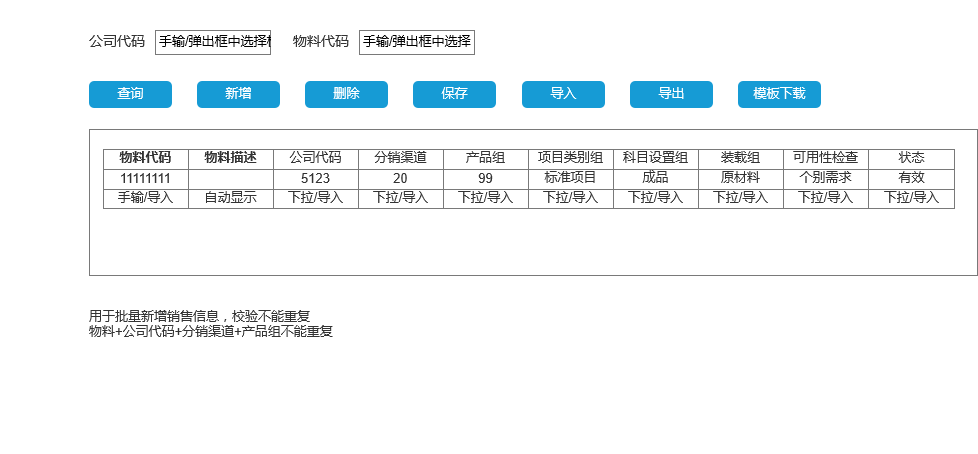 公司代码 手输/弹出框中选择 物料代码 手输/弹出框中选择
查询 新增 删除 保存 导入 导出 模板下载
物料代码 物料描述 公司代码 分销渠道 产品组 项目类别组 科目设置组 装载组 可用性检查 状态
11111111 5123 20 99 标准项目 成品 原材料 个别需求 有效
手输/导入 自动显示 下拉/导入 下拉/导入 下拉/导入 下拉/导入 下拉/导入 下拉/导入 下拉/导入 下拉/导入
用于批量新增销售信息，校验不能重复
物料+公司代码+分销渠道+产品组不能重复